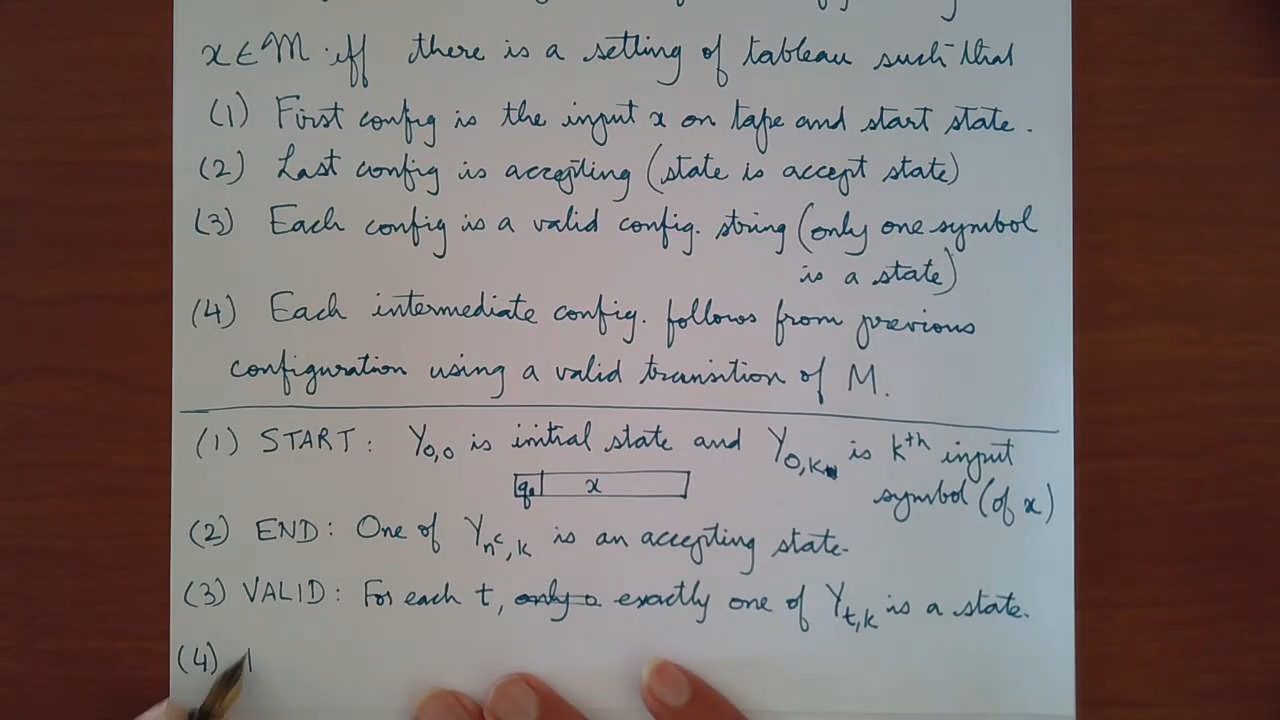 x ∈ M iff there is a setting of tableau such that
(1) First config is the input x on tape and start state.
(2) Last config is accepting (state is accept state)
(3) Each config is a valid config. string (only one symbol
is a state)
(4) Each intermediate config. follows from previous
configuration using a valid transition of M.
(1) START: Y0,0 is initial state and Y0,k is kth input
symbol (of x)
q0 x
(2) END: One of Ync,k is an accepting state.
(3) VALID: For each t, only o exactly one of Yt,k is a state.
(4)